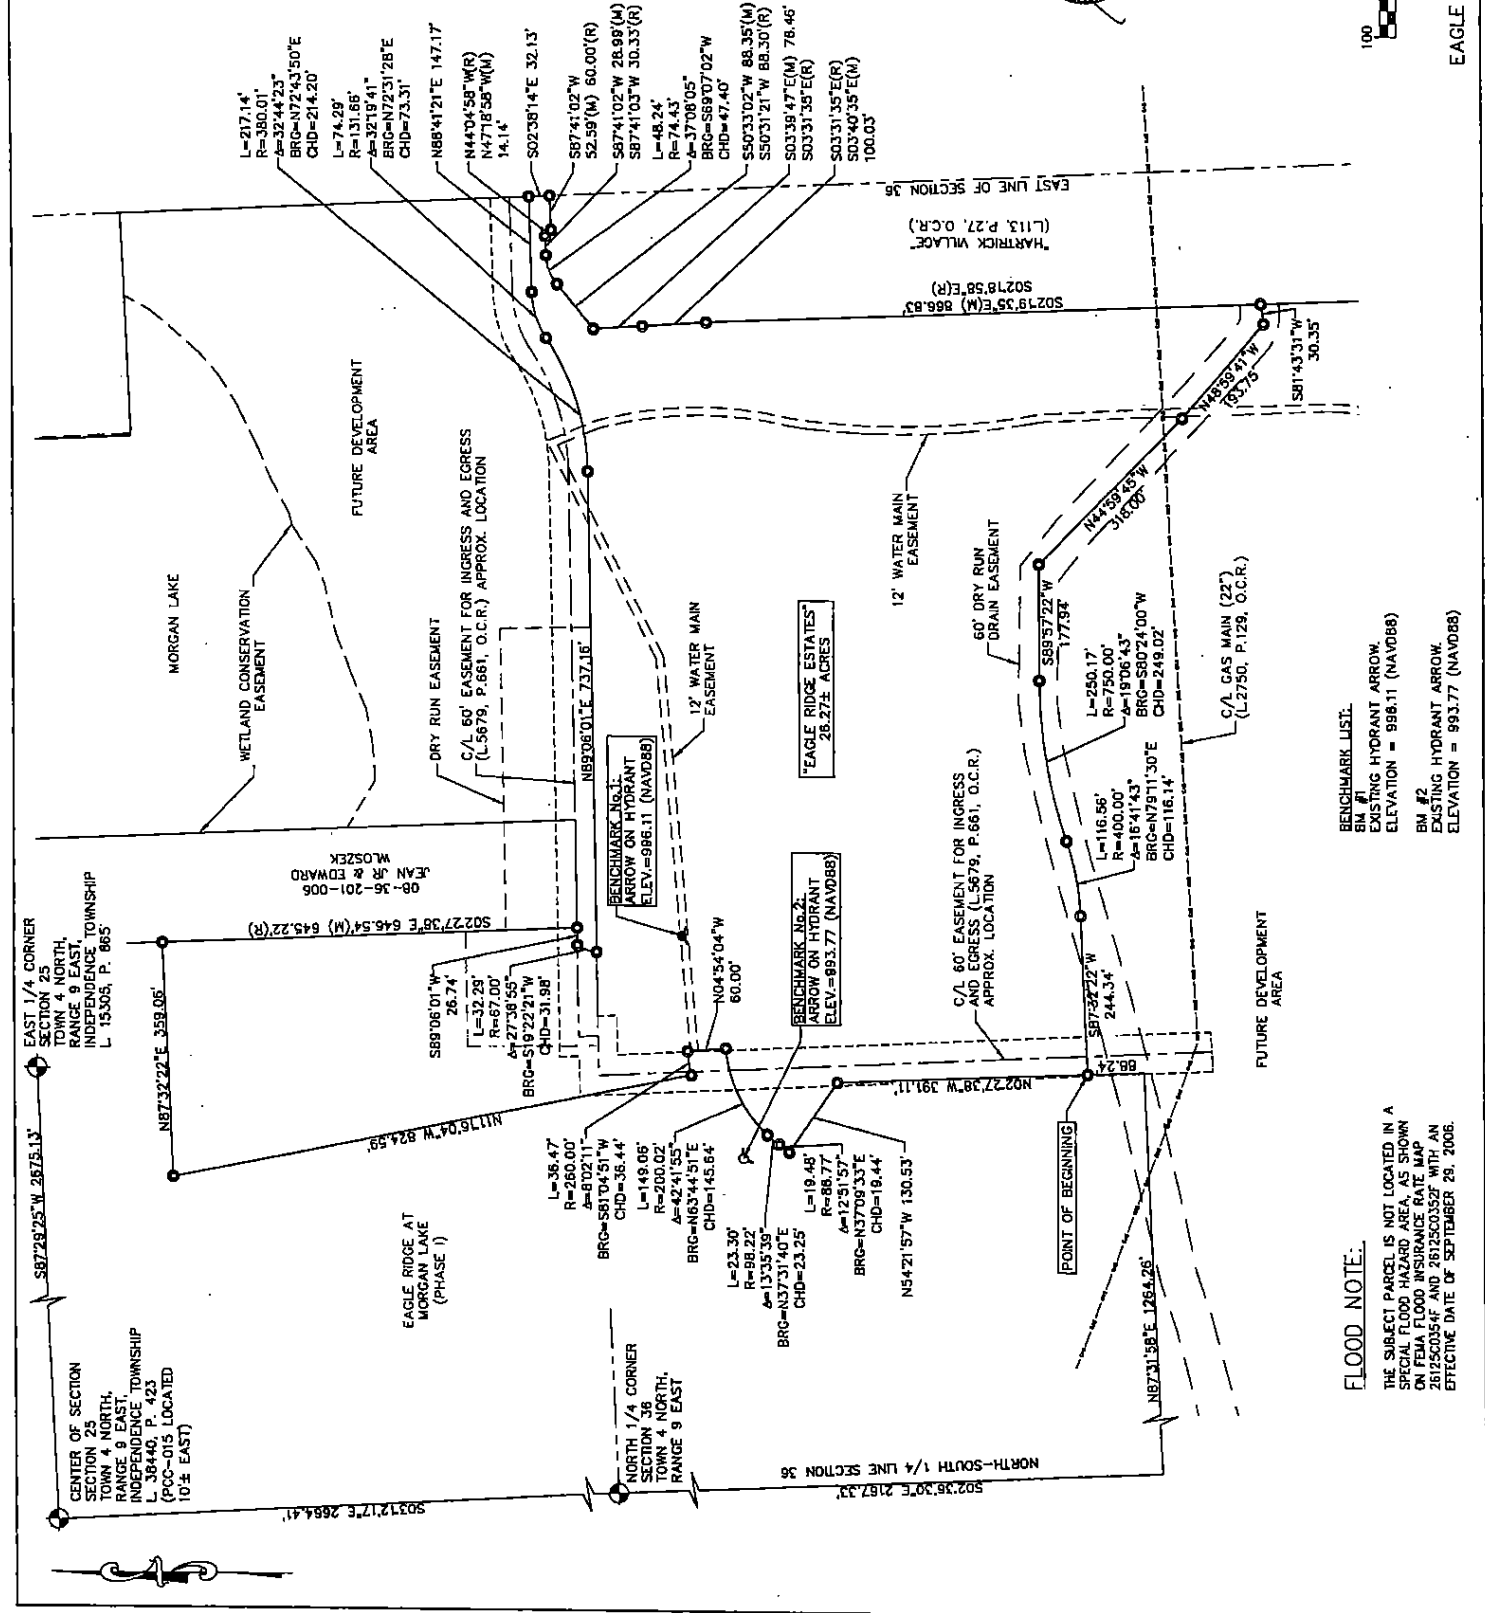 EAST 1/4 CORNER
SECTION 25
TOWN 4 NORTH,
RANGE 9 EAST,
INDEPENDENCE TOWNSHIP
L. 15305, P. 865
S87°29'25"W 2675.13'
CENTER OF SECTION
SECTION 25
TOWN 4 NORTH,
RANGE 9 EAST,
INDEPENDENCE TOWNSHIP
L. 38440, P. 423
(PCC-015 LOCATED
10'± EAST)
S03°12'17"E 2664.41'
NORTH 1/4 CORNER
SECTION 36
TOWN 4 NORTH,
RANGE 9 EAST
NORTH-SOUTH 1/4 LINE SECTION 36
S02°36'30"E 2167.33'
N87°31'58"E 1264.26'
EAGLE RIDGE AT
MORGAN LAKE
(PHASE I)
N87°32'22"E 359.06'
N11°16'04"W 824.59'
S02°27'38"E 646.54'(M) 645.22'(R)
08-36-201-006
JEAN JR & EDWARD
WLOSZEK
WETLAND CONSERVATION
EASEMENT
MORGAN LAKE
FUTURE DEVELOPMENT
AREA
DRY RUN EASEMENT
C/L 60' EASEMENT FOR INGRESS AND EGRESS
(L.5679, P.661, O.C.R.) APPROX. LOCATION
N89°06'01"E 737.16'
S89°06'01"W
26.74'
L=32.29'
R=67.00'
Δ=27°36'55"
BRG=S19°22'21"W
CHD=31.98'
BENCHMARK No.1:
ARROW ON HYDRANT
ELEV.=996.11 (NAVD88)
12' WATER MAIN
EASEMENT
L=217.14'
R=380.01'
Δ=32°44'23"
BRG=N72°43'50"E
CHD=214.20'
L=74.29'
R=131.66'
Δ=32°19'41"
BRG=N72°31'28"E
CHD=73.31'
N88°41'21"E 147.17'
N44°04'58"W(R)
N47°18'58"W(M)
14.14'
S02°38'14"E 32.13'
S87°41'02"W
52.59'(M) 60.00'(R)
S87°41'02"W 28.99'(M)
S87°41'03"W 30.33'(R)
L=48.24'
R=74.43'
Δ=37°08'05"
BRG=S69°07'02"W
CHD=47.40'
S50°33'02"W 88.35'(M)
S50°31'21"W 88.30'(R)
S03°39'47"E(M) 78.46'
S03°31'35"E(R)
S03°31'35"E(R)
S03°40'35"E(M)
100.03'
EAST LINE OF SECTION 36
"HARTRICK VILLAGE"
(L.113, P.27, O.C.R.)
S02°18'58"E(R)
S02°19'35"E(M) 866.83'
S81°43'31"W
30.35'
N48°59'41"W
193.75'
N44°59'45"W
318.00'
12' WATER MAIN
EASEMENT
"EAGLE RIDGE ESTATES"
26.27± ACRES
60' DRY RUN
DRAIN EASEMENT
S89°57'22"W
177.94'
L=250.17'
R=750.00'
Δ=19°06'43"
BRG=S80°24'00"W
CHD=249.02'
L=116.56'
R=400.00'
Δ=16°41'43"
BRG=N79°11'30"E
CHD=116.14'
C/L GAS MAIN (22")
(L.2750, P.129, O.C.R.)
S87°32'22"W
244.34'
C/L 60' EASEMENT FOR INGRESS
AND EGRESS (L.5679, P.661, O.C.R.)
APPROX. LOCATION
N04°54'04"W
60.00'
BENCHMARK No.2:
ARROW ON HYDRANT
ELEV.=993.77 (NAVD88)
L=36.47'
R=260.00'
Δ=8°02'11"
BRG=S81°04'51"W
CHD=36.44'
L=149.06'
R=200.02'
Δ=42°41'55"
BRG=N63°44'51"E
CHD=145.64'
L=23.30'
R=98.22'
Δ=13°35'39"
BRG=N37°31'40"E
CHD=23.25'
L=19.48'
R=86.77'
Δ=12°51'57"
BRG=N37°09'33"E
CHD=19.44'
N54°21'57"W 130.53'
N02°27'38"W 391.11'
88.24'
POINT OF BEGINNING
FUTURE DEVELOPMENT
AREA
FLOOD NOTE:
THE SUBJECT PARCEL IS NOT LOCATED IN A
SPECIAL FLOOD HAZARD AREA, AS SHOWN
ON FEMA FLOOD INSURANCE RATE MAP
26125C0354F AND 26125C0352F WITH AN
EFFECTIVE DATE OF SEPTEMBER 29, 2006.
BENCHMARK LIST:
BM #1
EXISTING HYDRANT ARROW.
ELEVATION = 996.11 (NAVD88)
BM #2
EXISTING HYDRANT ARROW.
ELEVATION = 993.77 (NAVD88)
100
EAGLE